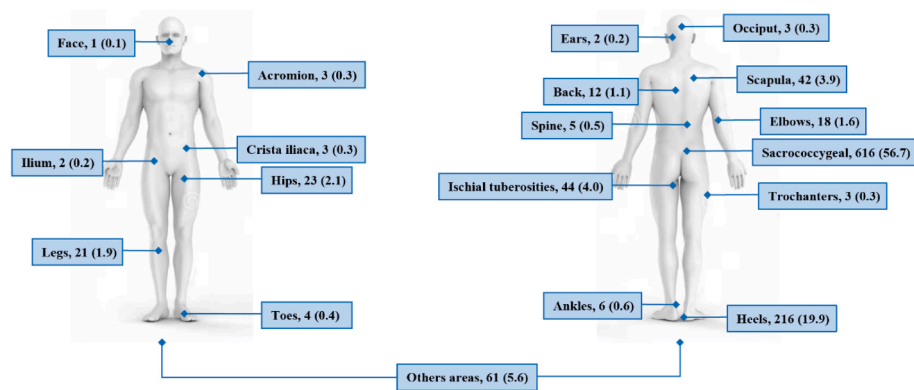 Face, 1 (0.1)
Acromion, 3 (0.3)
Crista iliaca, 3 (0.3)
Ilium, 2 (0.2)
Hips, 23 (2.1)
Legs, 21 (1.9)
Toes, 4 (0.4)
Occiput, 3 (0.3)
Ears, 2 (0.2)
Scapula, 42 (3.9)
Back, 12 (1.1)
Elbows, 18 (1.6)
Spine, 5 (0.5)
Sacrococcygeal, 616 (56.7)
Ischial tuberosities, 44 (4.0)
Trochanters, 3 (0.3)
Ankles, 6 (0.6)
Heels, 216 (19.9)
Others areas, 61 (5.6)